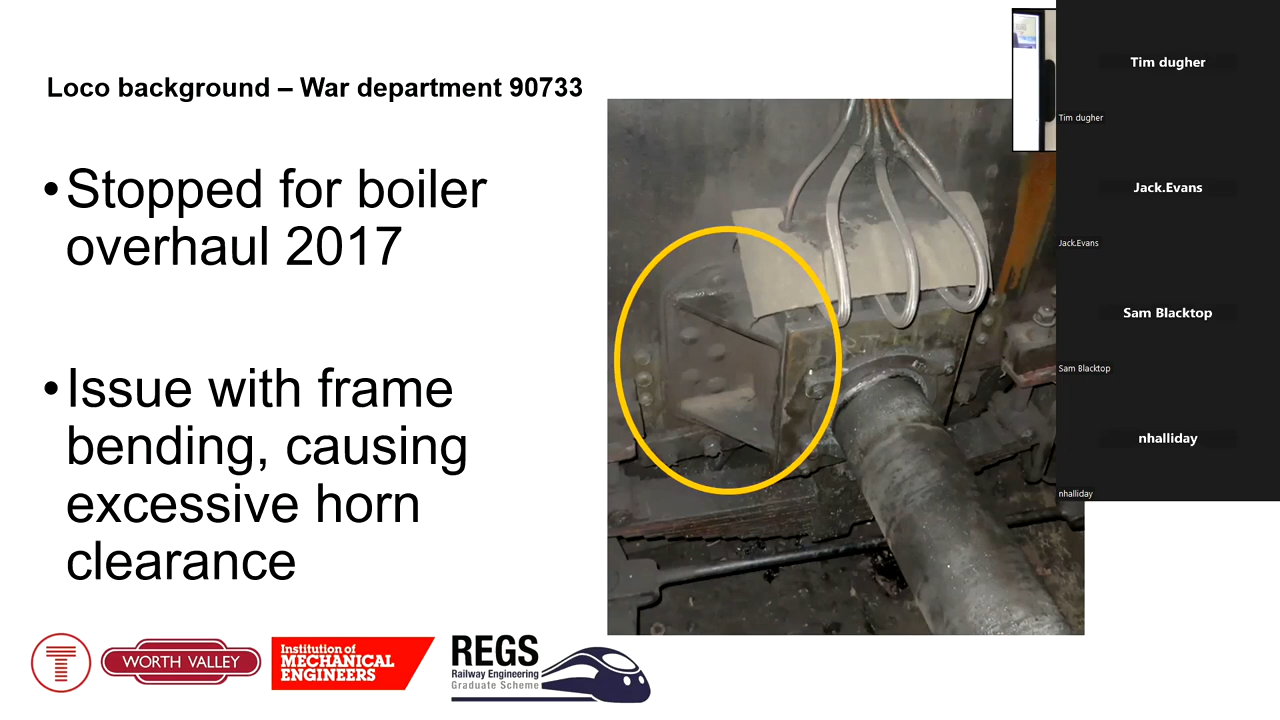 Loco background – War department 90733
•Stopped for boiler
overhaul 2017
•Issue with frame
bending, causing
excessive horn
clearance
T
WORTH VALLEY
Institution of
MECHANICAL
ENGINEERS
REGS
Railway Engineering
Graduate Scheme
Tim dugher
Tim dugher
Jack.Evans
Jack.Evans
Sam Blacktop
Sam Blacktop
nhalliday
nhalliday